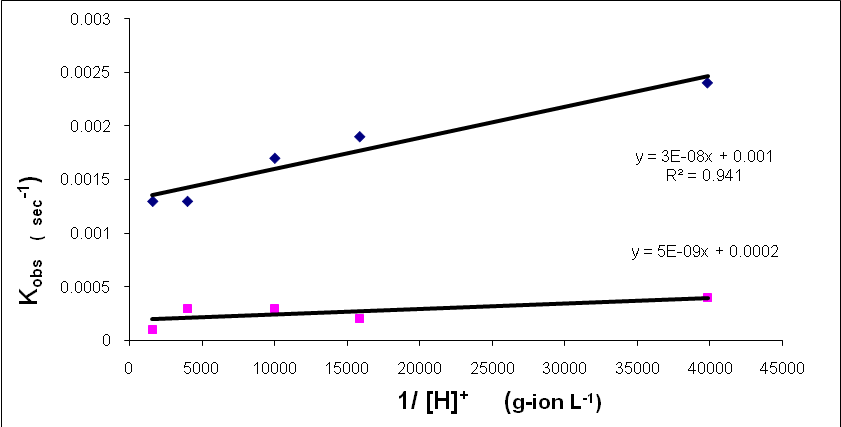 0.003
0.0025
0.002
0.0015
0.001
0.0005
0
K_obs ( sec⁻¹)
y = 3E-08x + 0.001
R² = 0.941
y = 5E-09x + 0.0002
0 5000 10000 15000 20000 25000 30000 35000 40000 45000
1/ [H]⁺ (g-ion L⁻¹)